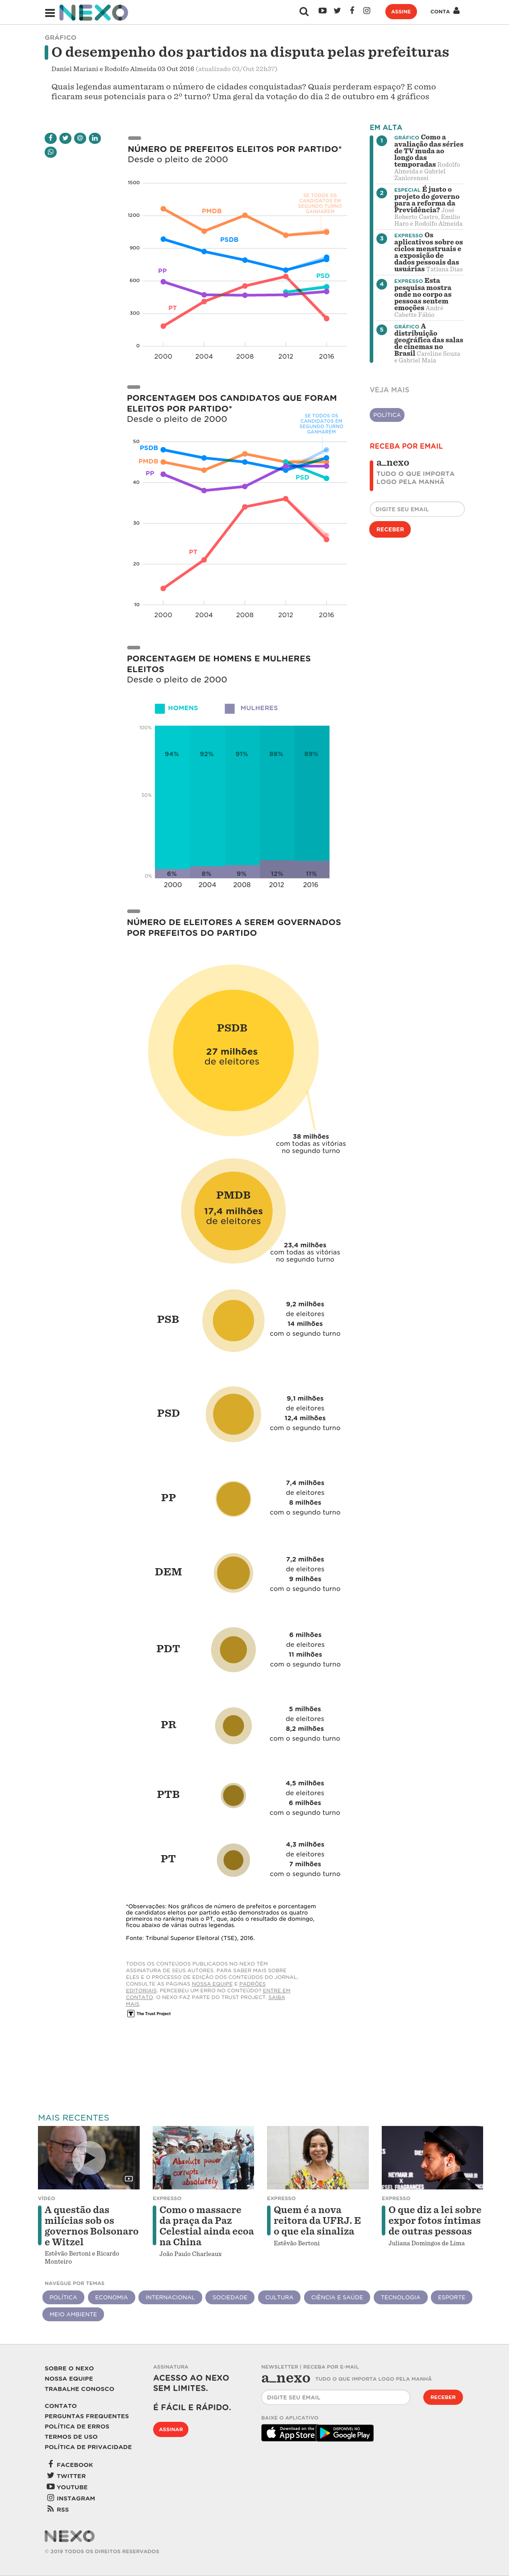 NEXO
ASSINE
CONTA
GRÁFICO
O desempenho dos partidos na disputa pelas prefeituras
Daniel Mariani e Rodolfo Almeida 03 Out 2016 (atualizado 03/Out 22h37)
Quais legendas aumentaram o número de cidades conquistadas? Quais perderam espaço? E como
ficaram seus potenciais para o 2º turno? Uma geral da votação do dia 2 de outubro em 4 gráficos
NÚMERO DE PREFEITOS ELEITOS POR PARTIDO*
Desde o pleito de 2000
1500
1200
900
600
300
0
SE TODOS OS
CANDIDATOS EM
SEGUNDO TURNO
GANHAREM
PMDB
PSDB
PP
PSD
PT
2000 2004 2008 2012 2016
PORCENTAGEM DOS CANDIDATOS QUE FORAM
ELEITOS POR PARTIDO*
Desde o pleito de 2000
SE TODOS OS
CANDIDATOS EM
SEGUNDO TURNO
GANHAREM
50
40
30
20
10
PSDB
PMDB
PP
PSD
PT
2000 2004 2008 2012 2016
PORCENTAGEM DE HOMENS E MULHERES
ELEITOS
Desde o pleito de 2000
HOMENS MULHERES
100%
50%
0%
94% 92% 91% 88% 89%
6% 8% 9% 12% 11%
2000 2004 2008 2012 2016
NÚMERO DE ELEITORES A SEREM GOVERNADOS
POR PREFEITOS DO PARTIDO
PSDB
27 milhões
de eleitores
38 milhões
com todas as vitórias
no segundo turno
PMDB
17,4 milhões
de eleitores
23,4 milhões
com todas as vitórias
no segundo turno
PSB
9,2 milhões
de eleitores
14 milhões
com o segundo turno
PSD
9,1 milhões
de eleitores
12,4 milhões
com o segundo turno
PP
7,4 milhões
de eleitores
8 milhões
com o segundo turno
DEM
7,2 milhões
de eleitores
9 milhões
com o segundo turno
PDT
6 milhões
de eleitores
11 milhões
com o segundo turno
PR
5 milhões
de eleitores
8,2 milhões
com o segundo turno
PTB
4,5 milhões
de eleitores
6 milhões
com o segundo turno
PT
4,3 milhões
de eleitores
7 milhões
com o segundo turno
*Observações: Nos gráficos de número de prefeitos e porcentagem
de candidatos eleitos por partido estão demonstrados os quatro
primeiros no ranking mais o PT, que, após o resultado de domingo,
ficou abaixo de várias outras legendas.
Fonte: Tribunal Superior Eleitoral (TSE), 2016.
TODOS OS CONTEÚDOS PUBLICADOS NO NEXO TÊM
ASSINATURA DE SEUS AUTORES. PARA SABER MAIS SOBRE
ELES E O PROCESSO DE EDIÇÃO DOS CONTEÚDOS DO JORNAL,
CONSULTE AS PÁGINAS NOSSA EQUIPE E PADRÕES
EDITORIAIS. PERCEBEU UM ERRO NO CONTEÚDO? ENTRE EM
CONTATO. O NEXO FAZ PARTE DO TRUST PROJECT. SAIBA
MAIS.
T The Trust Project
EM ALTA
1 GRÁFICO Como a
avaliação das séries
de TV muda ao
longo das
temporadas Rodolfo
Almeida e Gabriel
Zanlorenssi
2 ESPECIAL É justo o
projeto do governo
para a reforma da
Previdência? José
Roberto Castro, Emilio
Haro e Rodolfo Almeida
3 EXPRESSO Os
aplicativos sobre os
ciclos menstruais e
a exposição de
dados pessoais das
usuárias Tatiana Dias
4 EXPRESSO Esta
pesquisa mostra
onde no corpo as
pessoas sentem
emoções André
Cabette Fábio
5 GRÁFICO A
distribuição
geográfica das salas
de cinemas no
Brasil Caroline Souza
e Gabriel Maia
VEJA MAIS
POLÍTICA
RECEBA POR EMAIL
a_nexo
TUDO O QUE IMPORTA
LOGO PELA MANHÃ
DIGITE SEU EMAIL
RECEBER
MAIS RECENTES
Absolute power
corrupts
absolutely
VÍDEO
A questão das
milícias sob os
governos Bolsonaro
e Witzel
Estêvão Bertoni e Ricardo
Monteiro
EXPRESSO
Como o massacre
da praça da Paz
Celestial ainda ecoa
na China
João Paulo Charleaux
EXPRESSO
Quem é a nova
reitora da UFRJ. E
o que ela sinaliza
Estêvão Bertoni
NEYMAR JR
EXPRESSO
O que diz a lei sobre
expor fotos íntimas
de outras pessoas
Juliana Domingos de Lima
NAVEGUE POR TEMAS
POLÍTICA ECONOMIA INTERNACIONAL SOCIEDADE CULTURA CIÊNCIA E SAÚDE TECNOLOGIA ESPORTE
MEIO AMBIENTE
SOBRE O NEXO
NOSSA EQUIPE
TRABALHE CONOSCO
CONTATO
PERGUNTAS FREQUENTES
POLÍTICA DE ERROS
TERMOS DE USO
POLÍTICA DE PRIVACIDADE
FACEBOOK
TWITTER
YOUTUBE
INSTAGRAM
RSS
ASSINATURA
ACESSO AO NEXO
SEM LIMITES.
É FÁCIL E RÁPIDO.
ASSINAR
NEWSLETTER | RECEBA POR E-MAIL
a_nexo TUDO O QUE IMPORTA LOGO PELA MANHÃ
DIGITE SEU EMAIL
RECEBER
BAIXE O APLICATIVO
Download on the
App Store
DISPONÍVEL NO
Google Play
NEXO
© 2019 TODOS OS DIREITOS RESERVADOS